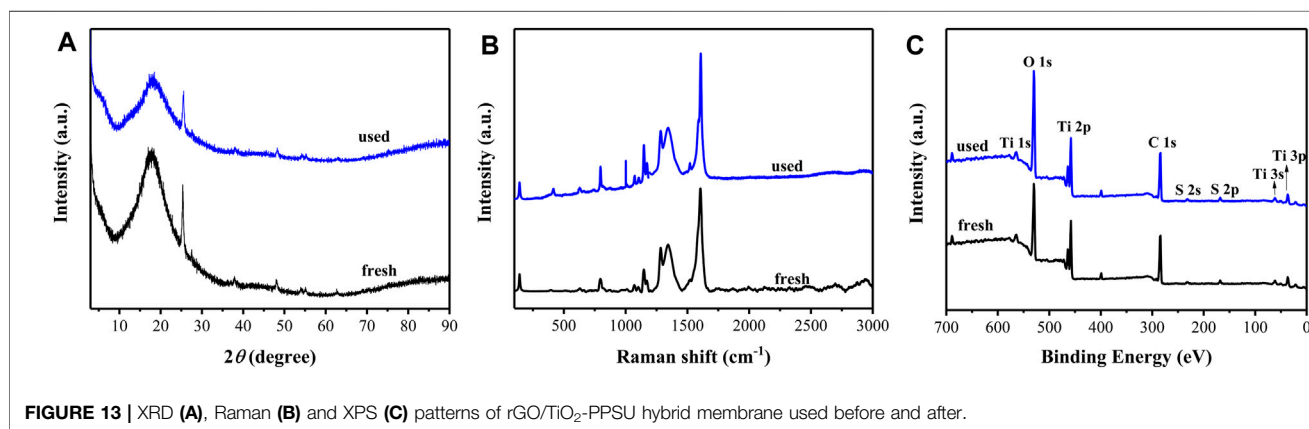 A
Intensity (a.u.)
used
fresh
10 20 30 40 50 60 70 80 90
2θ (degree)
B
Intensity (a.u.)
used
fresh
500 1000 1500 2000 2500 3000
Raman shift (cm⁻¹)
C
Intensity (a.u.)
O 1s
used
Ti 1s
Ti 2p
C 1s
S 2s
S 2p
Ti 3s
Ti 3p
fresh
700 600 500 400 300 200 100 0
Binding Energy (eV)
FIGURE 13 | XRD (A), Raman (B) and XPS (C) patterns of rGO/TiO₂-PPSU hybrid membrane used before and after.